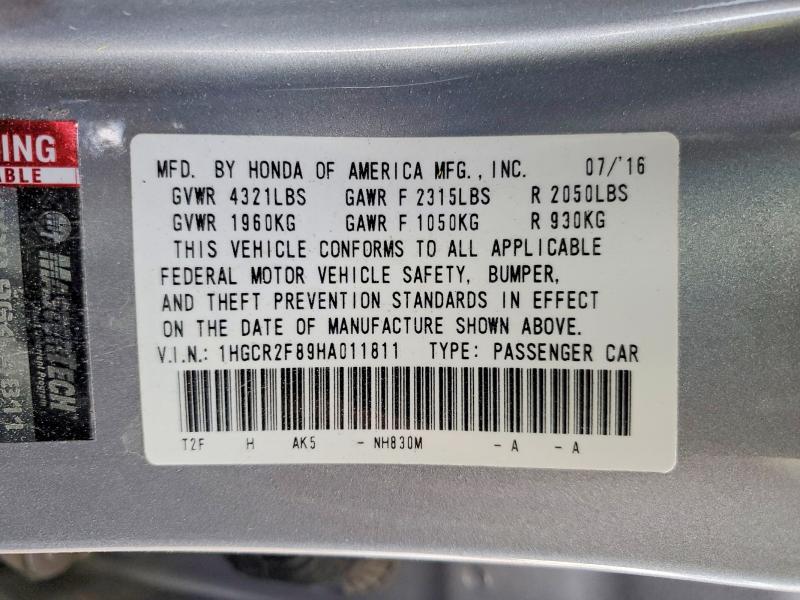 MFD. BY HONDA OF AMERICA MFG., INC. 07/'16
GVWR 4321LBS GAWR F 2315LBS R 2050LBS
GVWR 1960KG GAWR F 1050KG R 930KG
THIS VEHICLE CONFORMS TO ALL APPLICABLE
FEDERAL MOTOR VEHICLE SAFETY, BUMPER,
AND THEFT PREVENTION STANDARDS IN EFFECT
ON THE DATE OF MANUFACTURE SHOWN ABOVE.
V.I.N.: 1HGCR2F89HA011811 TYPE: PASSENGER CAR
T2F H AK5 - NH830M - A - A
ING
ABLE